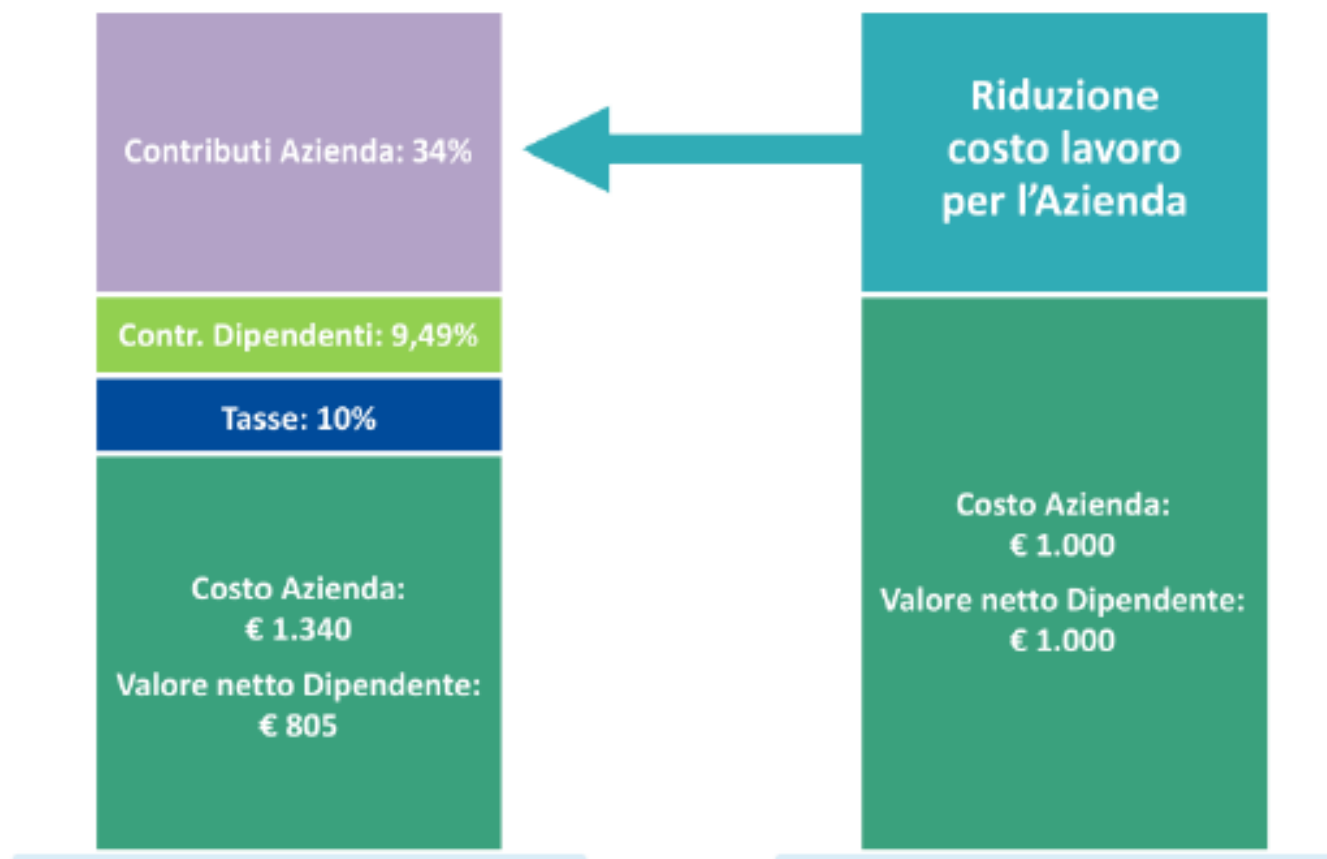 Contributi Azienda: 34%
Contr. Dipendenti: 9,49%
Tasse: 10%
Costo Azienda:
€ 1.340
Valore netto Dipendente:
€ 805
Riduzione
costo lavoro
per l’Azienda
Costo Azienda:
€ 1.000
Valore netto Dipendente:
€ 1.000